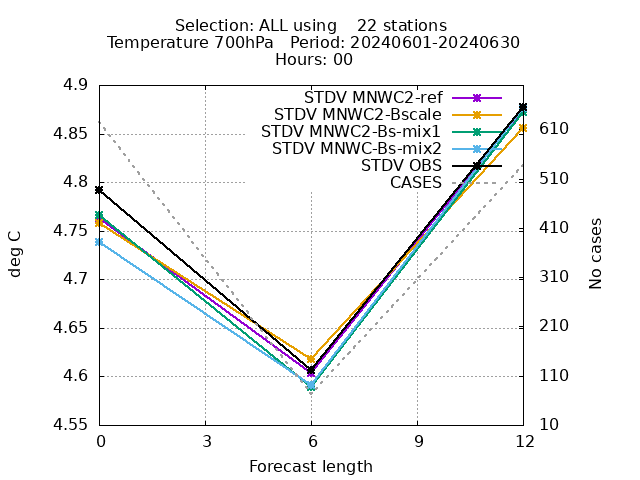 Selection: ALL using    22 stations
Temperature 700hPa   Period: 20240601-20240630
Hours: 00
STDV MNWC2-ref
STDV MNWC2-Bscale
STDV MNWC2-Bs-mix1
STDV MNWC-Bs-mix2
STDV OBS
CASES
4.9
4.85
4.8
4.75
4.7
4.65
4.6
4.55
deg C
610
510
410
310
210
110
10
No cases
0 3 6 9 12
Forecast length